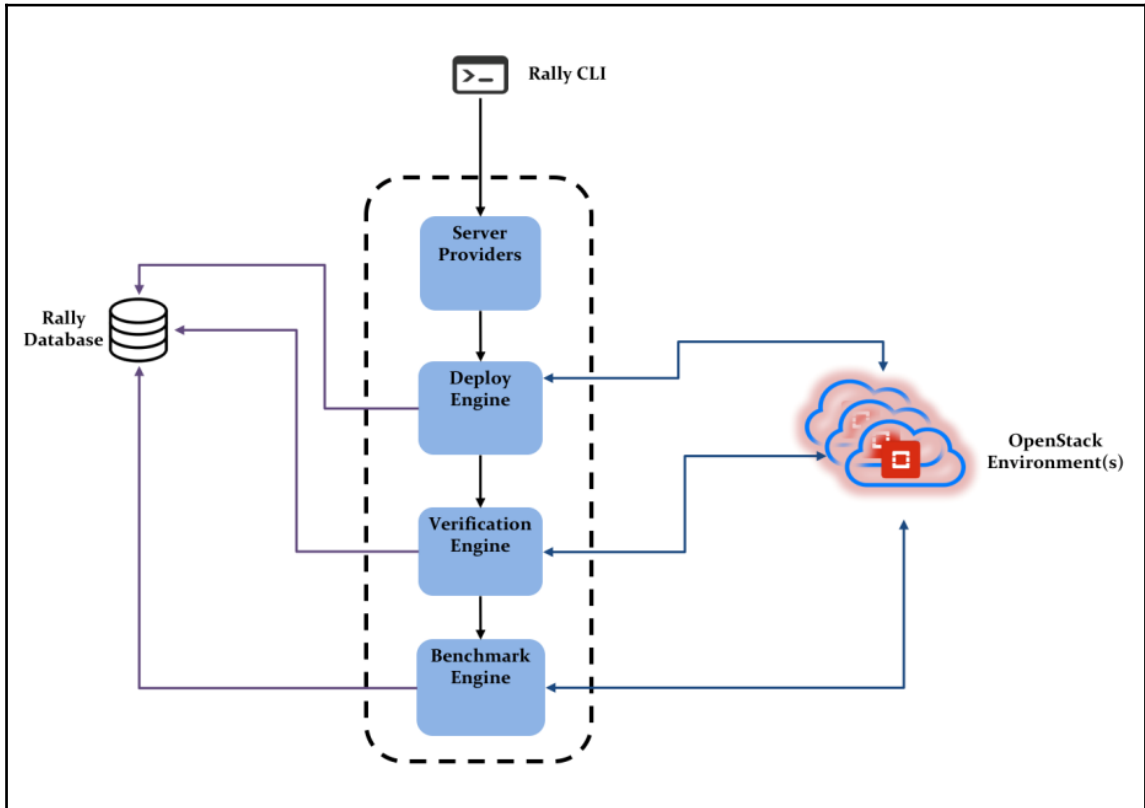 Rally CLI
Server
Providers
Rally
Database
Deploy
Engine
OpenStack
Environment(s)
Verification
Engine
Benchmark
Engine